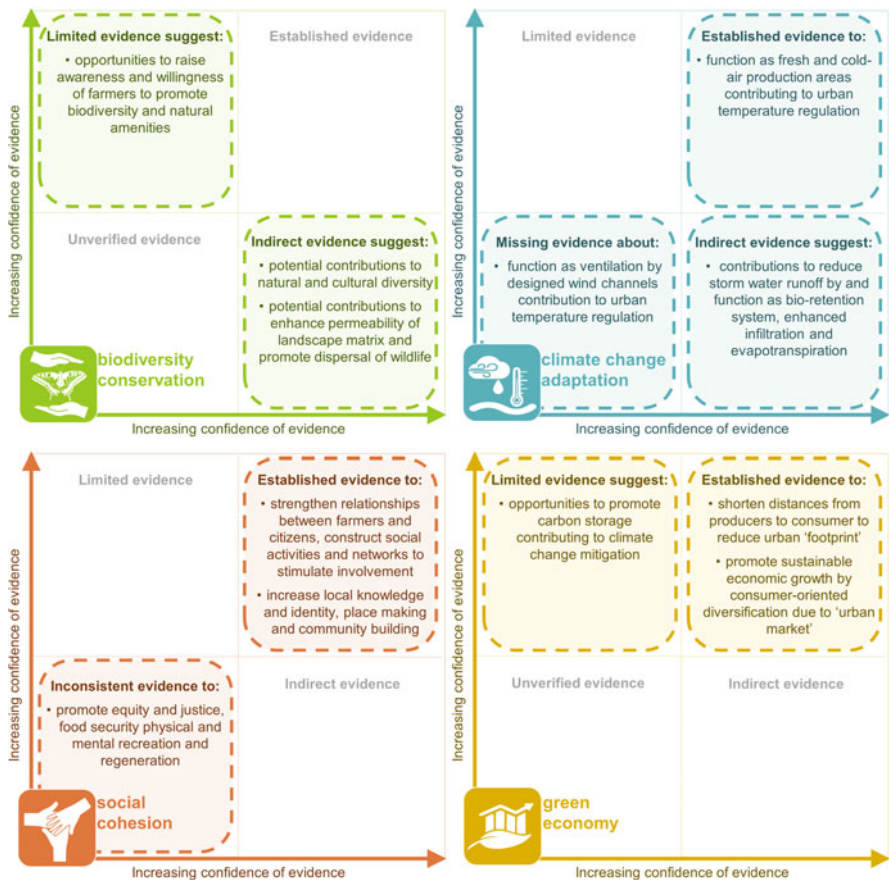 Limited evidence suggest:
• opportunities to raise
awareness and willingness
of farmers to promote
biodiversity and natural
amenities
Established evidence
Unverified evidence
Indirect evidence suggest:
• potential contributions to
natural and cultural diversity
• potential contributions to
enhance permeability of
landscape matrix and
promote dispersal of wildlife
biodiversity
conservation
Increasing confidence of evidence
Increasing confidence of evidence
Increasing confidence of evidence
Limited evidence
Established evidence to:
• function as fresh and cold-
air production areas
contributing to urban
temperature regulation
Missing evidence about:
• function as ventilation by
designed wind channels
contribution to urban
temperature regulation
Indirect evidence suggest:
• contributions to reduce
storm water runoff by and
function as bio-retention
system, enhanced
infiltration and
evapotranspiration
climate change
adaptation
Increasing confidence of evidence
Increasing confidence of evidence
Limited evidence
Established evidence to:
• strengthen relationships
between farmers and
citizens, construct social
activities and networks to
stimulate involvement
• increase local knowledge
and identity, place making
and community building
Inconsistent evidence to:
• promote equity and justice,
food security physical and
mental recreation and
regeneration
Indirect evidence
social
cohesion
Increasing confidence of evidence
Increasing confidence of evidence
Limited evidence suggest:
• opportunities to promote
carbon storage
contributing to climate
change mitigation
Established evidence to:
• shorten distances from
producers to consumer to
reduce urban ‘footprint’
• promote sustainable
economic growth by
consumer-oriented
diversification due to ‘urban
market’
Unverified evidence
Indirect evidence
green
economy
Increasing confidence of evidence